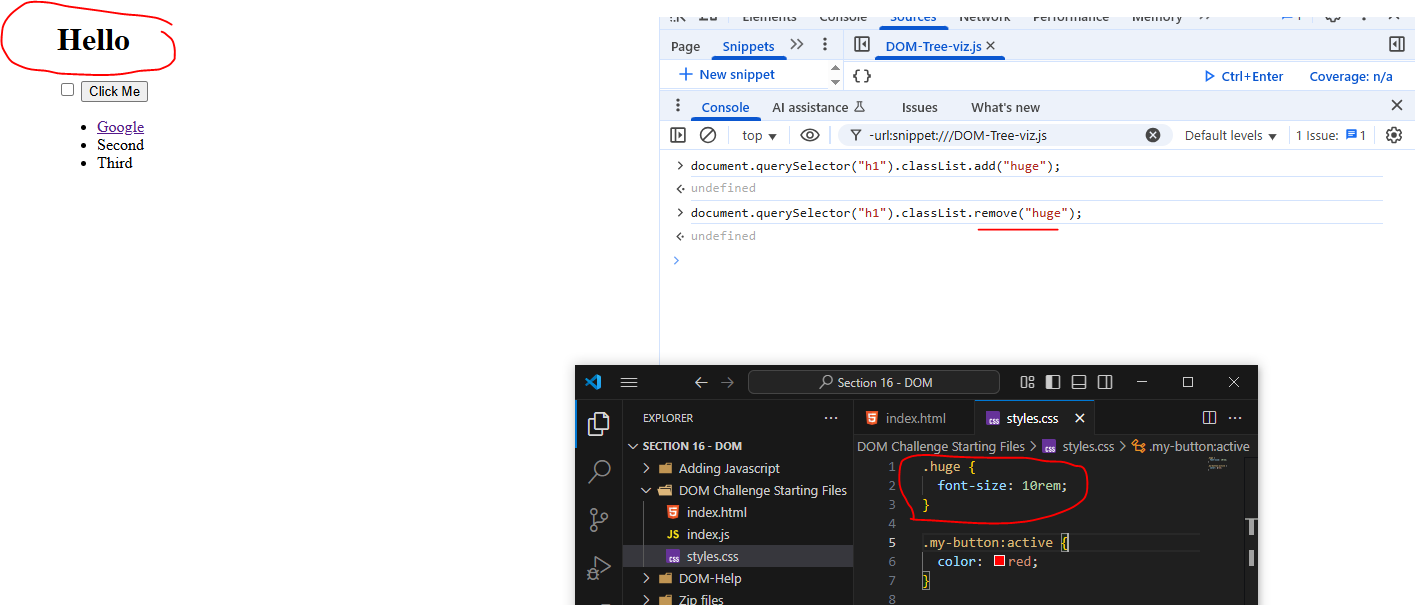 Hello
Click Me
Google
Second
Third
Elements Console Sources Network Performance Memory
Page Snippets DOM-Tree-viz.js
New snippet {} Ctrl+Enter Coverage: n/a
Console AI assistance Issues What's new
top -url:snippet:///DOM-Tree-viz.js Default levels 1 Issue: 1
> document.querySelector("h1").classList.add("huge");
undefined
> document.querySelector("h1").classList.remove("huge");
undefined
>
Section 16 - DOM
EXPLORER ···
SECTION 16 - DOM
Adding Javascript
DOM Challenge Starting Files
index.html
JS index.js
styles.css
DOM-Help
Zip files
index.html styles.css ···
DOM Challenge Starting Files > styles.css > .my-button:active
1 .huge {
2 font-size: 10rem;
3 }
4
5 .my-button:active {
6 color: red;
7 }
8